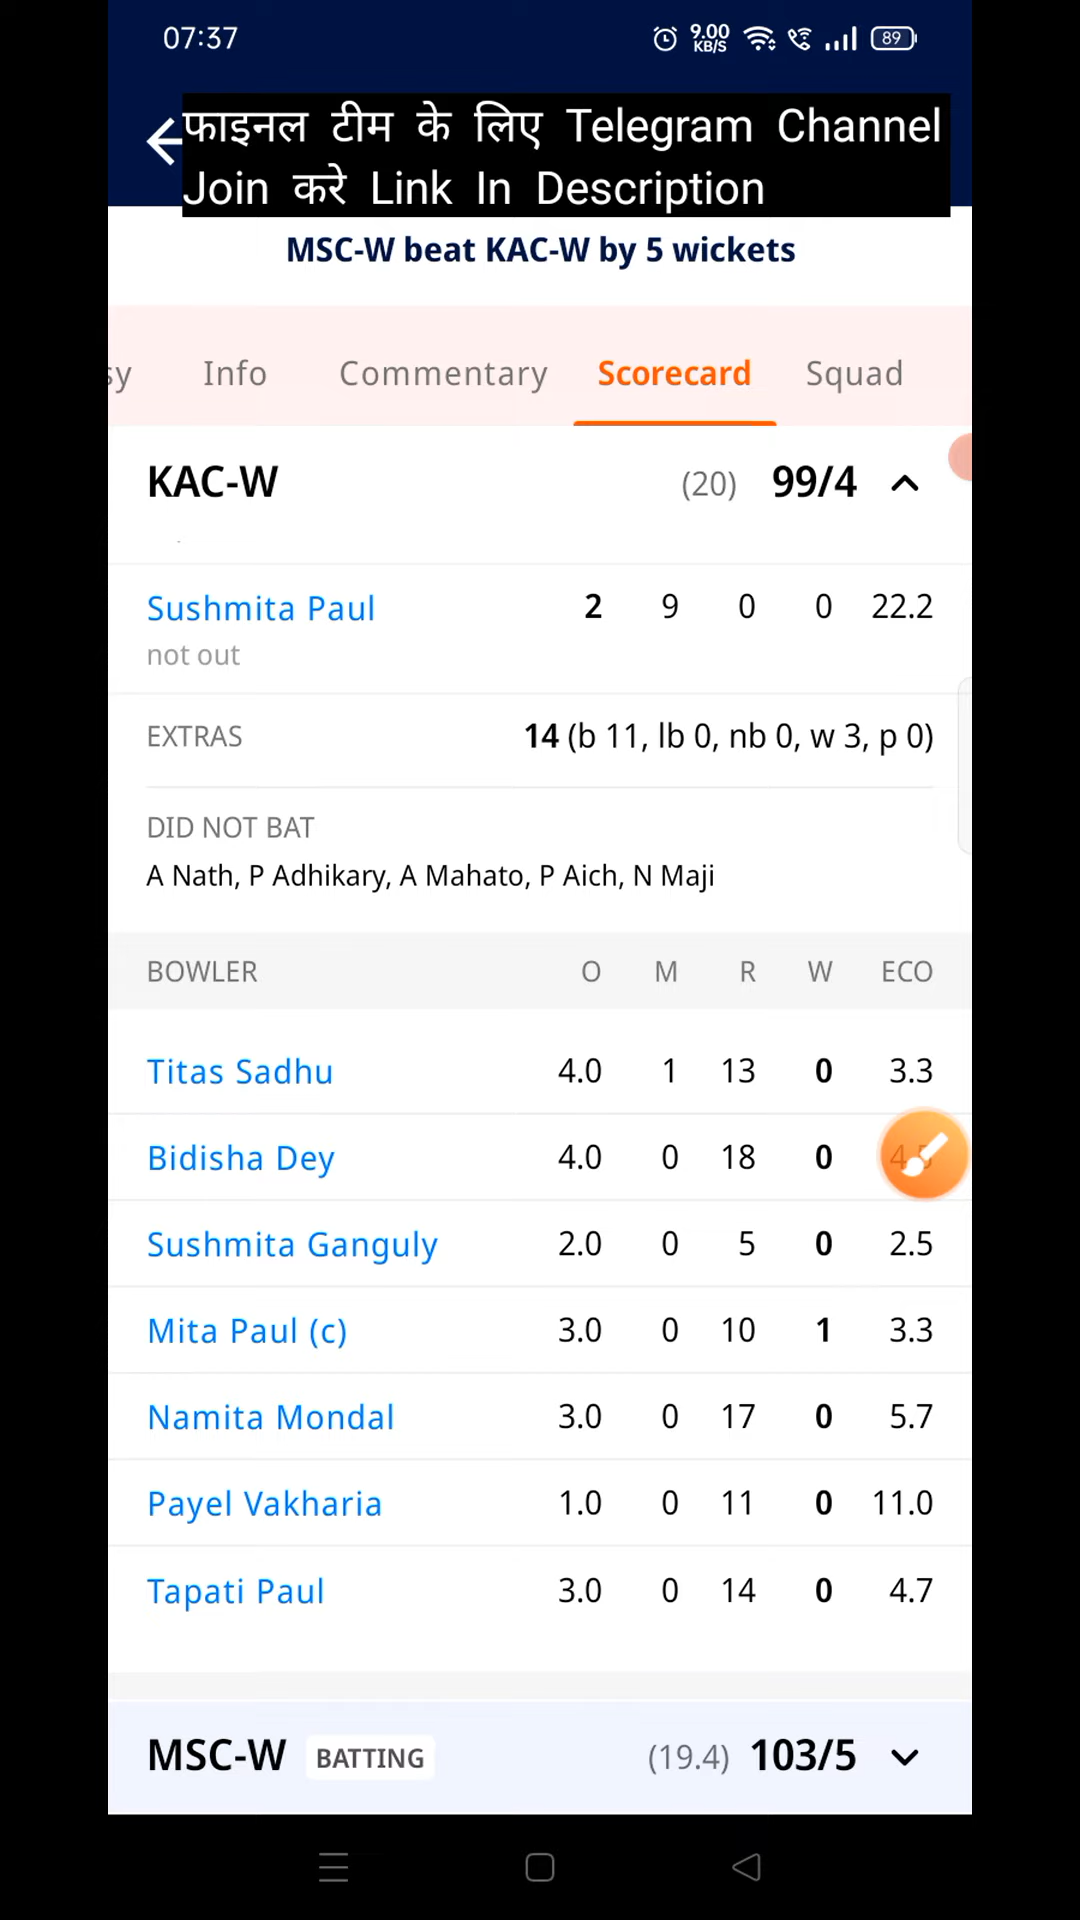 07:37 9.00 KB/S 89
फाइनल टीम के लिए Telegram Channel
Join करे Link In Description
MSC-W beat KAC-W by 5 wickets
sy Info Commentary Scorecard Squad
KAC-W (20) 99/4
Sushmita Paul 2 9 0 0 22.2
not out
EXTRAS 14 (b 11, lb 0, nb 0, w 3, p 0)
DID NOT BAT
A Nath, P Adhikary, A Mahato, P Aich, N Maji
BOWLER O M R W ECO
Titas Sadhu 4.0 1 13 0 3.3
Bidisha Dey 4.0 0 18 0 4.5
Sushmita Ganguly 2.0 0 5 0 2.5
Mita Paul (c) 3.0 0 10 1 3.3
Namita Mondal 3.0 0 17 0 5.7
Payel Vakharia 1.0 0 11 0 11.0
Tapati Paul 3.0 0 14 0 4.7
MSC-W BATTING (19.4) 103/5